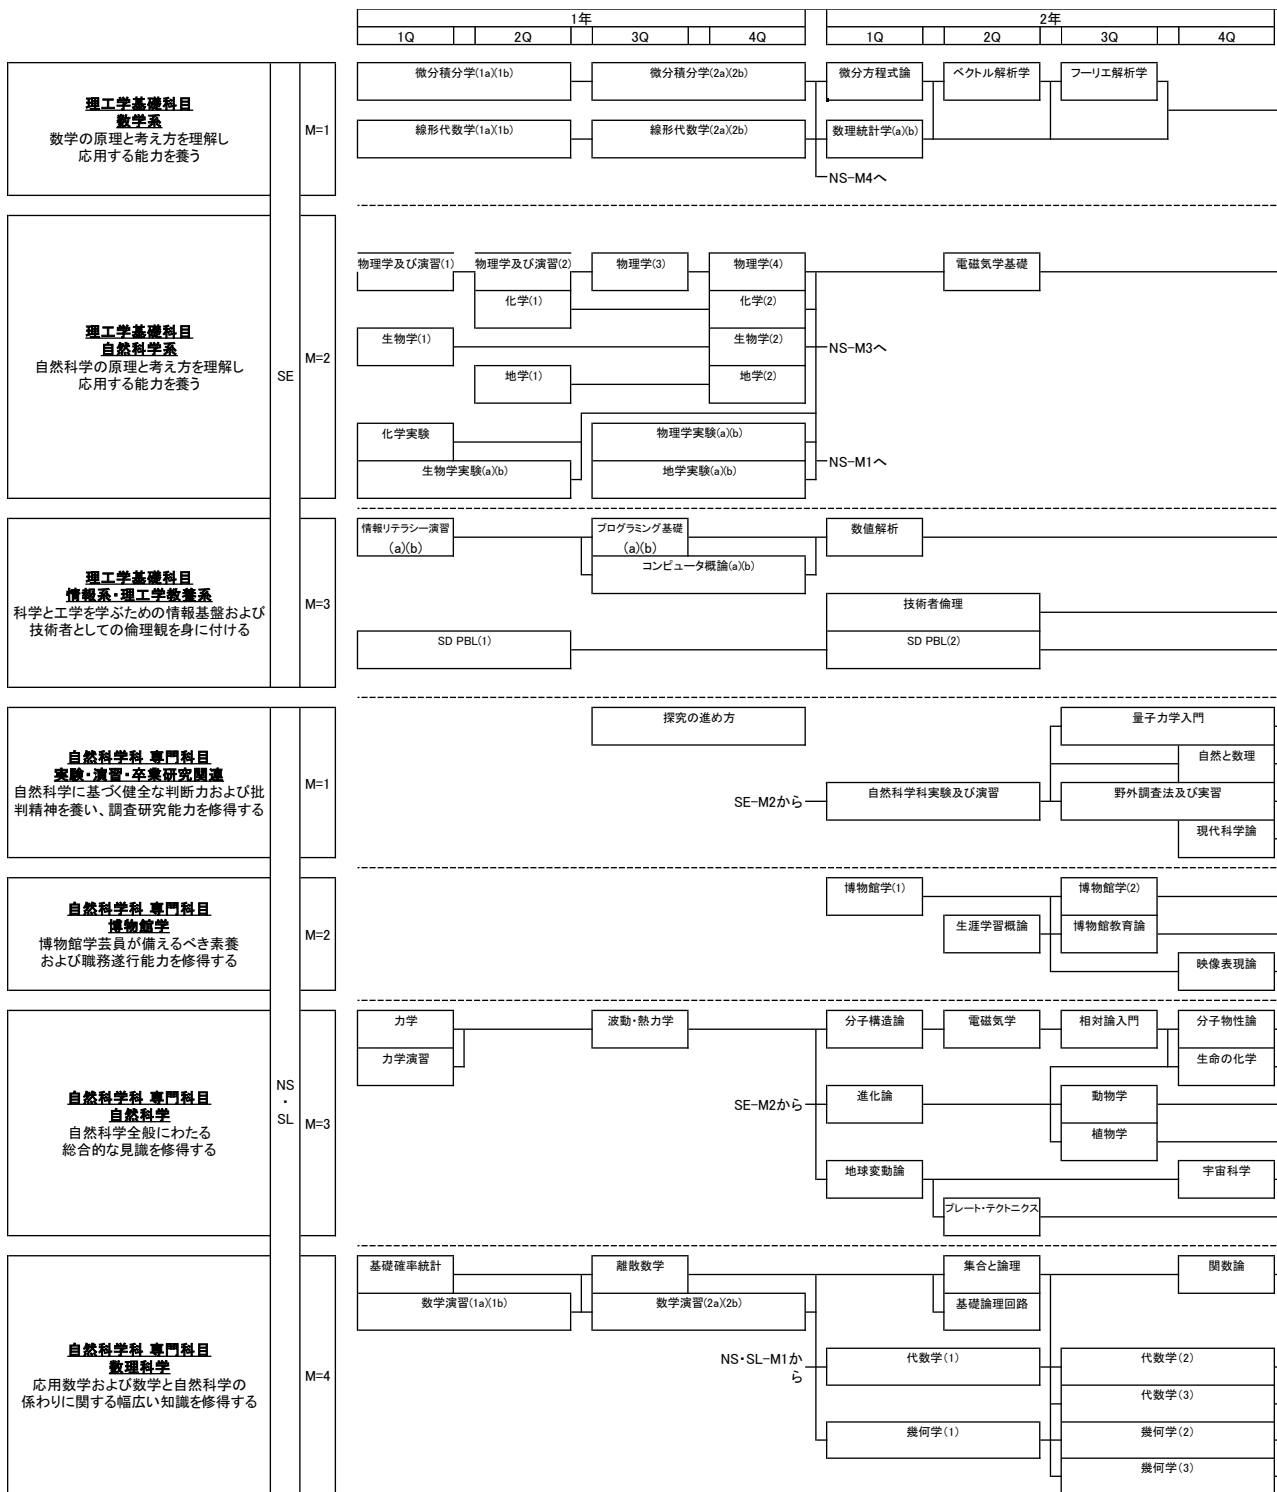 1年 2年
1Q 2Q 3Q 4Q 1Q 2Q 3Q 4Q
理工学基礎科目
数学系
数学の原理と考え方を理解し
応用する能力を養う
M=1
微分積分学(1a)(1b) 微分積分学(2a)(2b) 微分方程式論 ベクトル解析学 フーリエ解析学
線形代数学(1a)(1b) 線形代数学(2a)(2b) 数理統計学(a)(b)
NS-M4へ
理工学基礎科目
自然科学系
自然科学の原理と考え方を理解し
応用する能力を養う
SE
M=2
物理学及び演習(1) 物理学及び演習(2) 物理学(3) 物理学(4) 電磁気学基礎
化学(1) 化学(2)
生物学(1) 生物学(2)
NS-M3へ
地学(1) 地学(2)
化学実験 物理学実験(a)(b)
生物学実験(a)(b) 地学実験(a)(b)
NS-M1へ
理工学基礎科目
情報系・理工学教養系
科学と工学を学ぶための情報基盤および
技術者としての倫理観を身に付ける
M=3
情報リテラシー演習 プログラミング基礎 数値解析
(a)(b) (a)(b)
コンピュータ概論(a)(b)
技術者倫理
SD PBL(1) SD PBL(2)
自然科学科 専門科目
実験・演習・卒業研究関連
自然科学に基づく健全な判断力および批
判精神を養い、調査研究能力を修得する
M=1
探究の進め方 量子力学入門
自然と数理
SE-M2から
自然科学科実験及び演習 野外調査法及び実習
現代科学論
自然科学科 専門科目
博物館学
博物館学芸員が備えるべき素養
および職務遂行能力を修得する
M=2
博物館学(1) 博物館学(2)
生涯学習概論 博物館教育論
映像表現論
自然科学科 専門科目
自然科学
自然科学全般にわたる
総合的な見識を修得する
NS
・
SL
M=3
力学 波動・熱力学 分子構造論 電磁気学 相対論入門 分子物性論
力学演習 生命の化学
SE-M2から
進化論 動物学
植物学
地球変動論 宇宙科学
プレート・テクトニクス
自然科学科 専門科目
数理科学
応用数学および数学と自然科学の
係わりに関する幅広い知識を修得する
M=4
基礎確率統計 離散数学 集合と論理 関数論
数学演習(1a)(1b) 数学演習(2a)(2b) 基礎論理回路
NS・SL-M1か
ら
代数学(1) 代数学(2)
代数学(3)
幾何学(1) 幾何学(2)
幾何学(3)